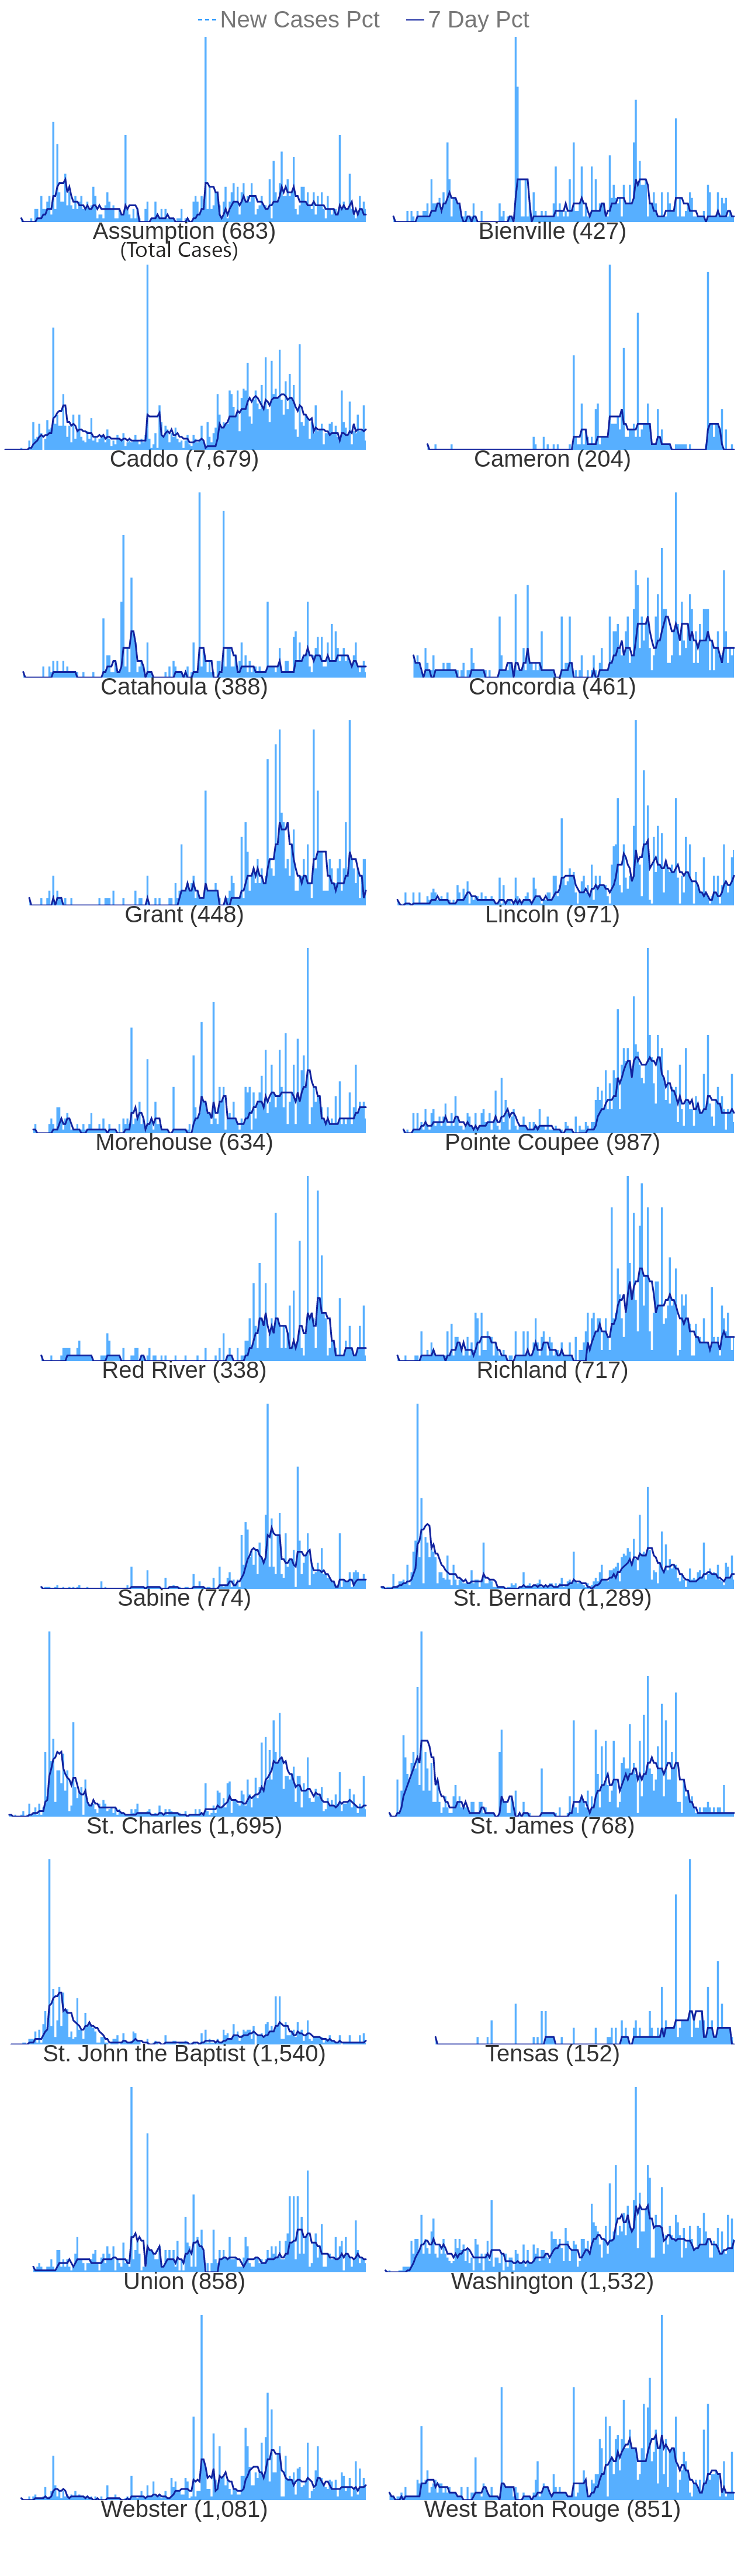 New Cases Pct 7 Day Pct
Assumption (683) Bienville (427)
(Total Cases)
Caddo (7,679) Cameron (204)
Catahoula (388) Concordia (461)
Grant (448) Lincoln (971)
Morehouse (634) Pointe Coupee (987)
Red River (338) Richland (717)
Sabine (774) St. Bernard (1,289)
St. Charles (1,695) St. James (768)
St. John the Baptist (1,540) Tensas (152)
Union (858) Washington (1,532)
Webster (1,081) West Baton Rouge (851)